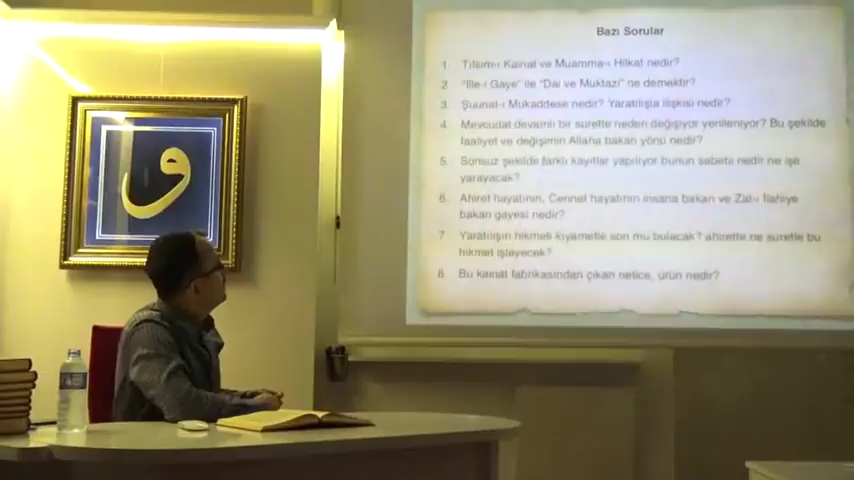 Bazı Sorular
1. Tılsım-ı Kainat ve Muamma-ı Hilkat nedir?
2 "İlle-i Gaye" ile "Dai ve Muktazi" ne demektir?
3. Şuunat-ı Mukaddese nedir? Yaratılışla ilişkisi nedir?
4. Mevcudat devamlı bir surette neden değişiyor yenileniyor? Bu şekilde
faaliyet ve değişimin Allaha bakan yönü nedir?
5. Sonsuz şekilde farklı kayıtlar yapılıyor bunun sebebi nedir ne işe
yarayacak?
6. Ahiret hayatının, Cennet hayatının insana bakan ve Zat-ı İlahiye
bakan gayesi nedir?
7 Yaratılışın hikmeti kıyametle son mu bulacak? ahirette ne suretle bu
hikmet işleyecek?
8 Bu kainat fabrikasından çıkan netice, ürün nedir?
و